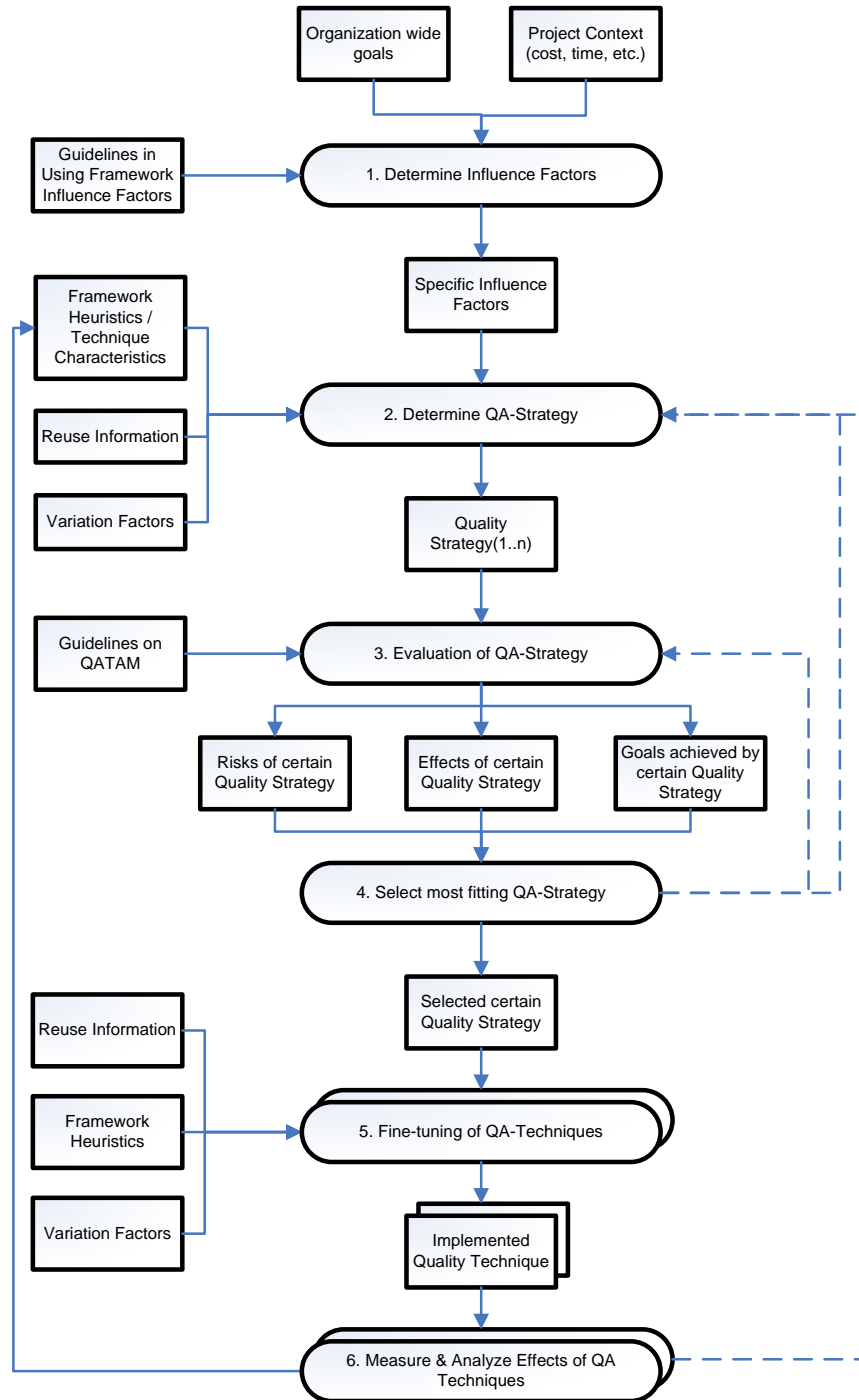 Organization wide
goals
Project Context
(cost, time, etc.)
Guidelines in
Using Framework
Influence Factors
1. Determine Influence Factors
Specific Influence
Factors
Framework
Heuristics /
Technique
Characteristics
2. Determine QA-Strategy
Reuse Information
Variation Factors
Quality
Strategy(1..n)
Guidelines on
QATAM
3. Evaluation of QA-Strategy
Risks of certain
Quality Strategy
Effects of certain
Quality Strategy
Goals achieved by
certain Quality
Strategy
4. Select most fitting QA-Strategy
Selected certain
Quality Strategy
Reuse Information
Framework
Heuristics
5. Fine-tuning of QA-Techniques
Variation Factors
Implemented
Quality Technique
6. Measure & Analyze Effects of QA
Techniques